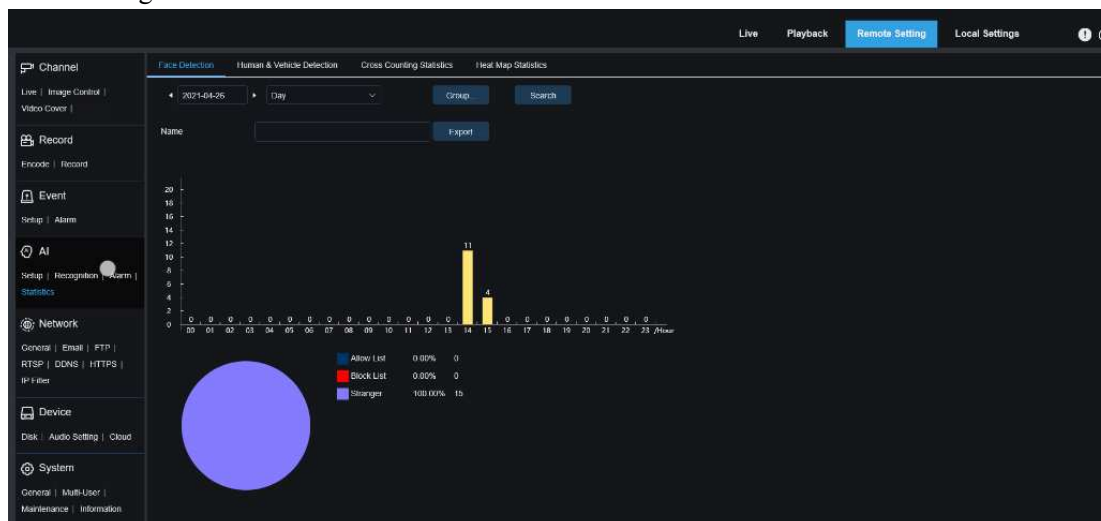 Live Playback Remote Setting Local Settings
Channel
Live | Image Control |
Video Cover |
Record
Encode | Record
Event
Setup | Alarm
AI
Setup | Recognition | Alarm |
Statistics
Network
General | Email | FTP |
RTSP | DDNS | HTTPS |
IP Filter
Device
Disk | Audio Setting | Cloud
System
General | Multi-User |
Maintenance | Information
Face Detection Human & Vehicle Detection Cross Counting Statistics Heat Map Statistics
2021-04-26 Day Group... Search
Name Export
20
18
16
14
12
10
8
6
4
2
0
0 0 0 0 0 0 0 0 0 0 0 0 0 0 11 4 0 0 0 0 0 0 0 0
00 01 02 03 04 05 06 07 08 09 10 11 12 13 14 15 16 17 18 19 20 21 22 23 /Hour
Allow List 0.00% 0
Block List 0.00% 0
Stranger 100.00% 15